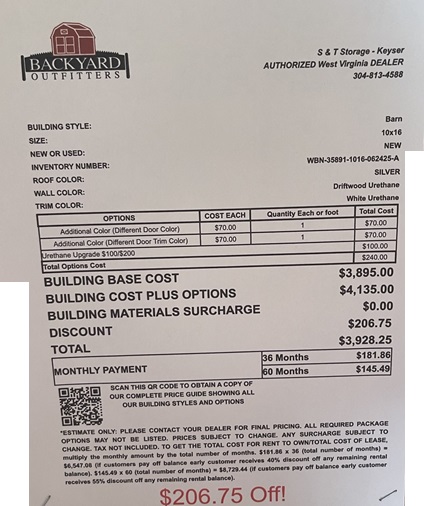 BACKYARD
OUTFITTERS
S & T Storage - Keyser
AUTHORIZED West Virginia DEALER
304-813-4588
BUILDING STYLE: Barn
SIZE: 10x16
NEW OR USED: NEW
INVENTORY NUMBER: WBN-35891-1016-062425-A
ROOF COLOR: SILVER
WALL COLOR: Driftwood Urethane
TRIM COLOR: White Urethane
OPTIONS COST EACH Quantity Each or foot Total Cost
Additional Color (Different Door Color) $70.00 1 $70.00
Additional Color (Different Door Trim Color) $70.00 1 $70.00
Urethane Upgrade $100/$200 $100.00
Total Options Cost $240.00
BUILDING BASE COST $3,895.00
BUILDING COST PLUS OPTIONS $4,135.00
BUILDING MATERIALS SURCHARGE $0.00
DISCOUNT $206.75
TOTAL $3,928.25
MONTHLY PAYMENT 36 Months $181.86
60 Months $145.49
SCAN THIS QR CODE TO OBTAIN A COPY OF
OUR COMPLETE PRICE GUIDE SHOWING ALL
OUR BUILDING STYLES AND OPTIONS
*ESTIMATE ONLY: PLEASE CONTACT YOUR DEALER FOR FINAL PRICING. ALL REQUIRED PACKAGE
OPTIONS MAY NOT BE LISTED. PRICES SUBJECT TO CHANGE. ANY SURCHARGE SUBJECT TO
CHANGE. TAX NOT INCLUDED. TO GET THE TOTAL COST FOR RENT TO OWN/TOTAL COST OF LEASE,
multiply the monthly amount by the total number of months. $181.86 x 36 (total number of months) =
$6,547.06 (if customers pay off balance early customer receives 40% discount off any remaining rental
balance). $145.49 x 60 (total number of months) = $8,729.44 (if customers pay off balance early customer
receives 55% discount off any remaining rental balance).
$206.75 Off!